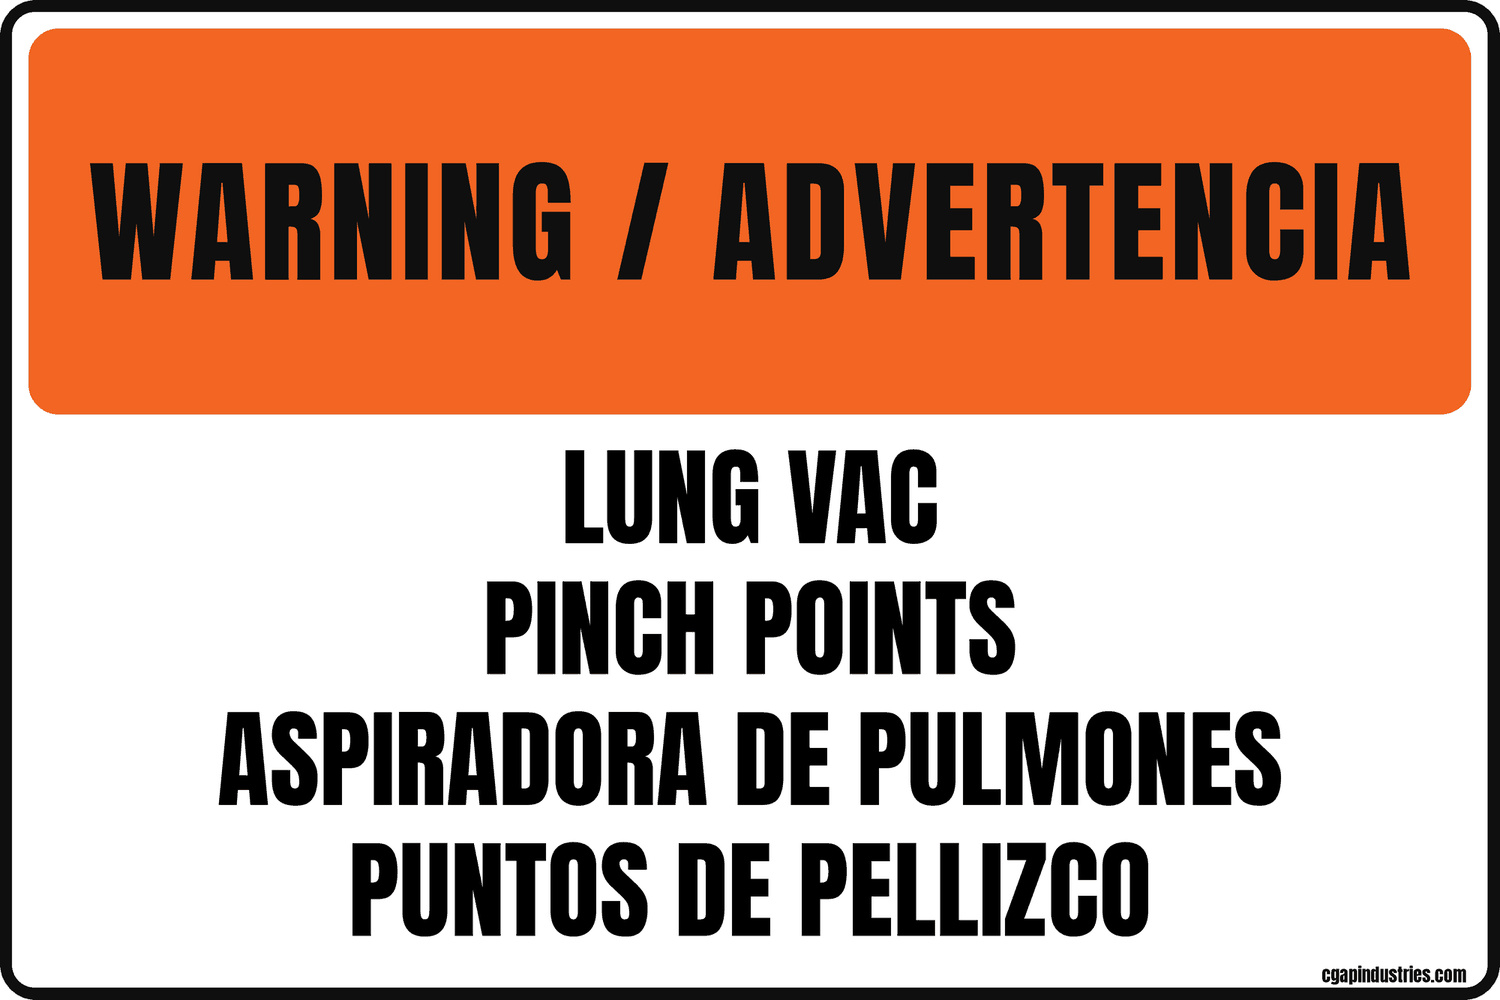 WARNING / ADVERTENCIA
LUNG VAC
PINCH POINTS
ASPIRADORA DE PULMONES
PUNTOS DE PELLIZCO
cgapindustries.com